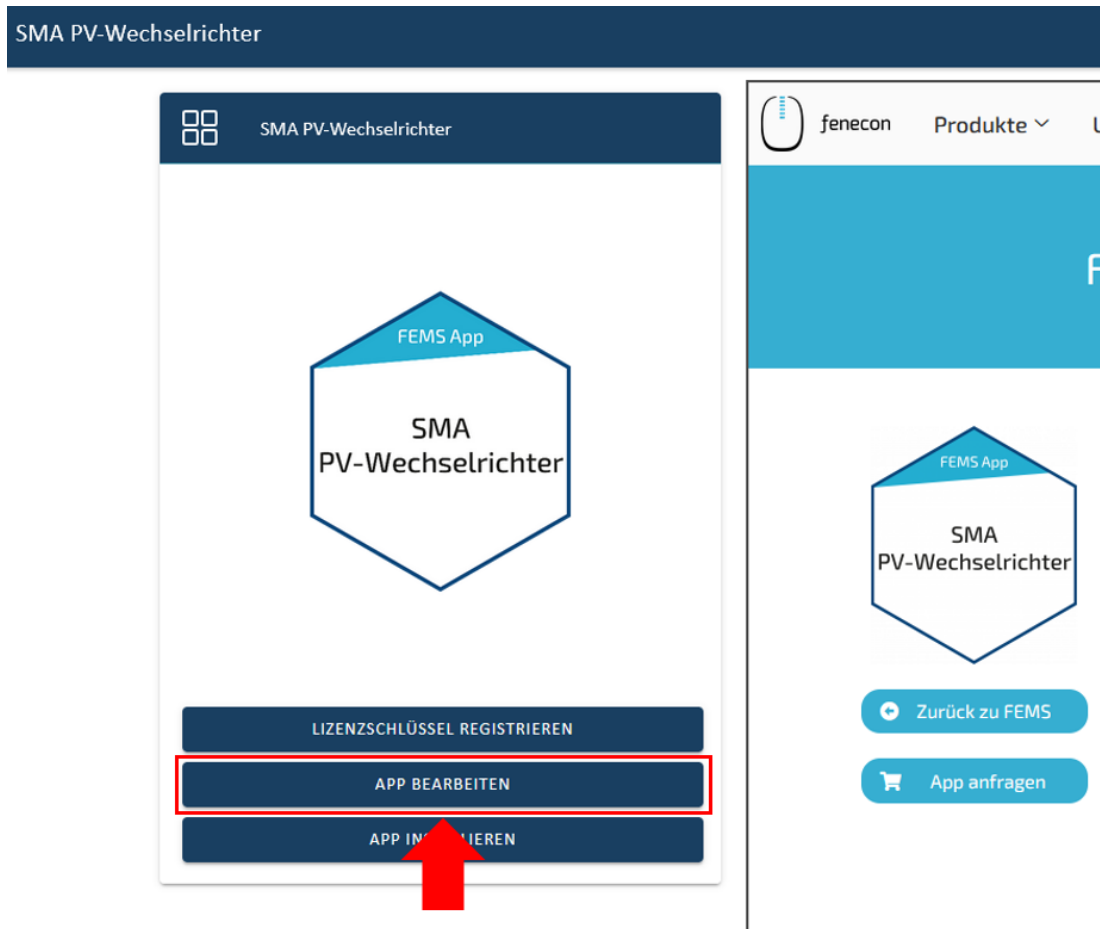 SMA PV-Wechselrichter
SMA PV-Wechselrichter
FEMS App
SMA
PV-Wechselrichter
LIZENZSCHLÜSSEL REGISTRIEREN
APP BEARBEITEN
APP
fenecon
Produkte
FEMS App
SMA
PV-Wechselrichter
Zurück zu FEMS
App anfragen